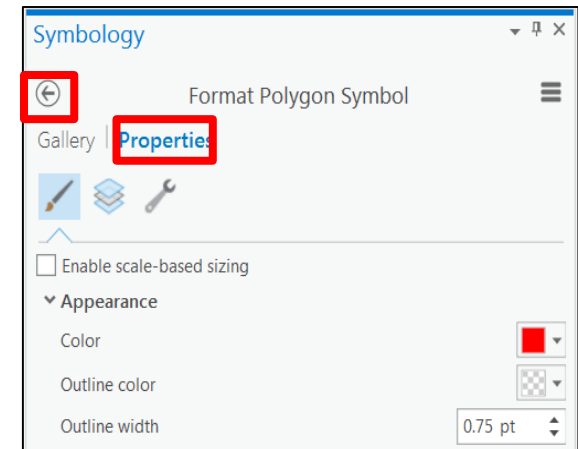 Symbology
Format Polygon Symbol
Gallery | Properties
Enable scale-based sizing
Appearance
Color
Outline color
Outline width 0.75 pt